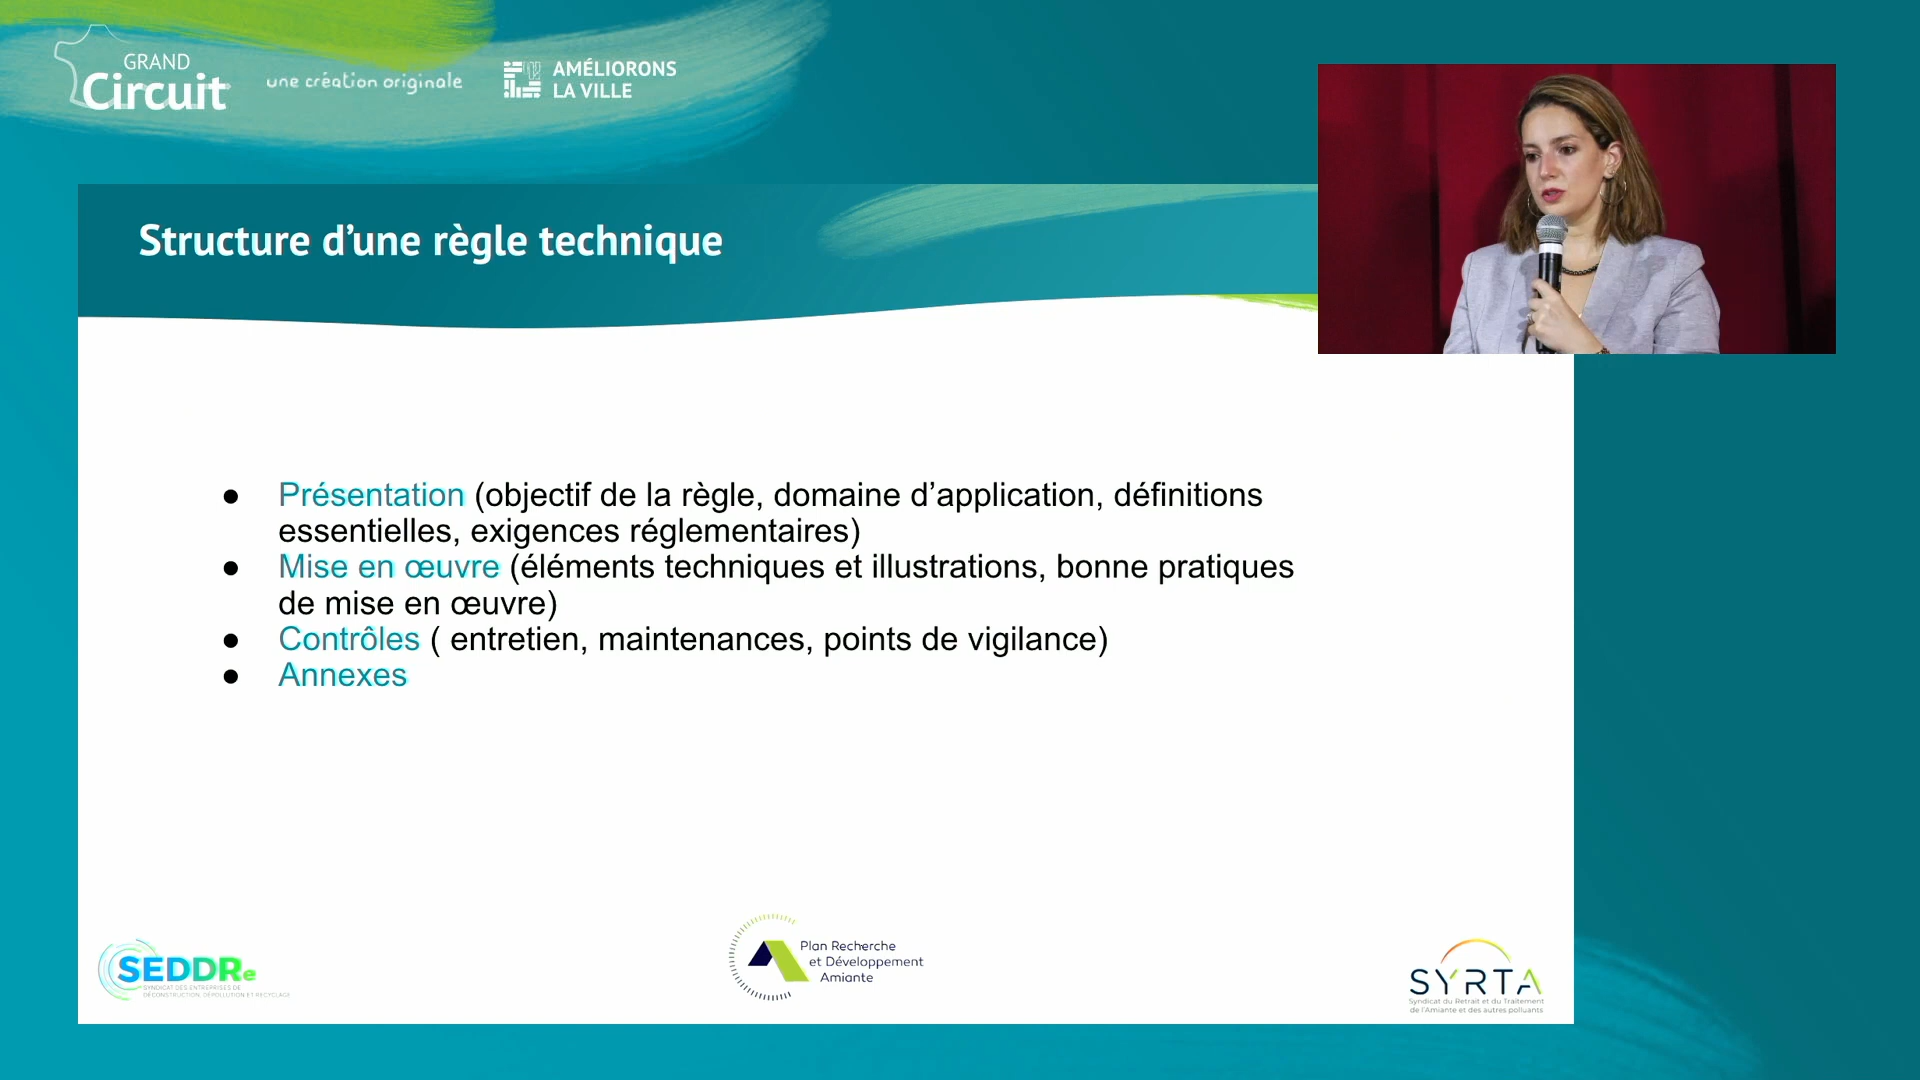 GRAND
Circuit
une création originale
AMÉLIORONS
LA VILLE
Structure d’une règle technique
● Présentation (objectif de la règle, domaine d’application, définitions
essentielles, exigences réglementaires)
● Mise en œuvre (éléments techniques et illustrations, bonne pratiques
de mise en œuvre)
● Contrôles ( entretien, maintenances, points de vigilance)
● Annexes
SEDDRe
SYNDICAT DES ENTREPRISES DE
DÉCONSTRUCTION, DÉPOLLUTION ET RECYCLAGE
Plan Recherche
et Développement
Amiante
SYRTA
Syndicat du Retrait et du Traitement
de l'Amiante et des autres polluants